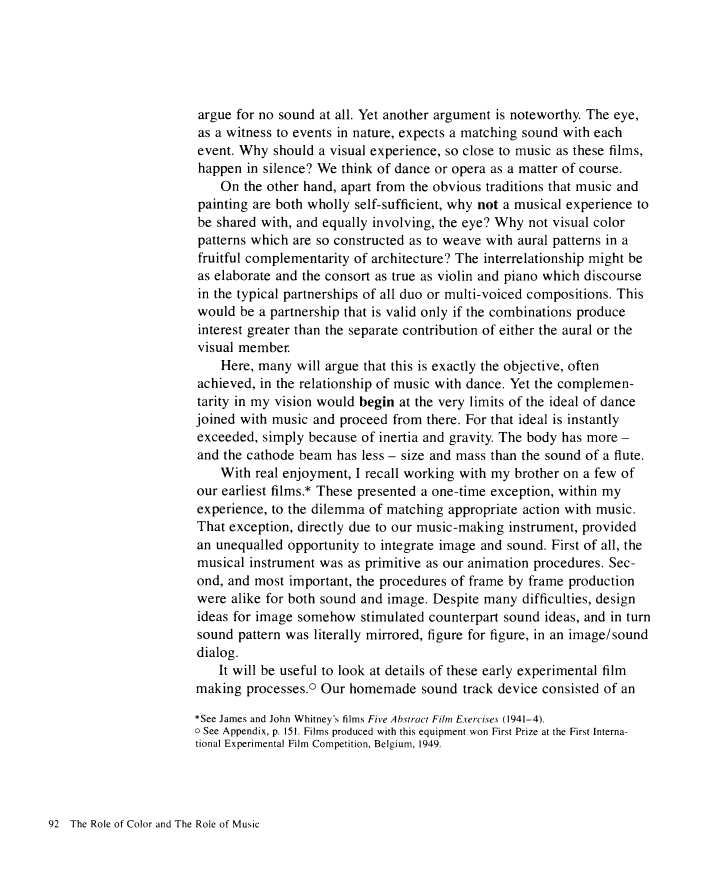 argue for no sound at all. Yet another argument is noteworthy. The eye,
as a witness to events in nature, expects a matching sound with each
event. Why should a visual experience, so close to music as these films,
happen in silence? We think of dance or opera as a matter of course.
On the other hand, apart from the obvious traditions that music and
painting are both wholly self-sufficient, why not a musical experience to
be shared with, and equally involving, the eye? Why not visual color
patterns which are so constructed as to weave with aural patterns in a
fruitful complementarity of architecture? The interrelationship might be
as elaborate and the consort as true as violin and piano which discourse
in the typical partnerships of all duo or multi-voiced compositions. This
would be a partnership that is valid only if the combinations produce
interest greater than the separate contribution of either the aural or the
visual member.
Here, many will argue that this is exactly the objective, often
achieved, in the relationship of music with dance. Yet the complemen-
tarity in my vision would begin at the very limits of the ideal of dance
joined with music and proceed from there. For that ideal is instantly
exceeded, simply because of inertia and gravity. The body has more –
and the cathode beam has less – size and mass than the sound of a flute.
With real enjoyment, I recall working with my brother on a few of
our earliest films.* These presented a one-time exception, within my
experience, to the dilemma of matching appropriate action with music.
That exception, directly due to our music-making instrument, provided
an unequalled opportunity to integrate image and sound. First of all, the
musical instrument was as primitive as our animation procedures. Sec-
ond, and most important, the procedures of frame by frame production
were alike for both sound and image. Despite many difficulties, design
ideas for image somehow stimulated counterpart sound ideas, and in turn
sound pattern was literally mirrored, figure for figure, in an image/sound
dialog.
It will be useful to look at details of these early experimental film
making processes.○ Our homemade sound track device consisted of an
*See James and John Whitney's films Five Abstract Film Exercises (1941–4).
○ See Appendix, p. 151. Films produced with this equipment won First Prize at the First Interna-
tional Experimental Film Competition, Belgium, 1949.
92 The Role of Color and The Role of Music